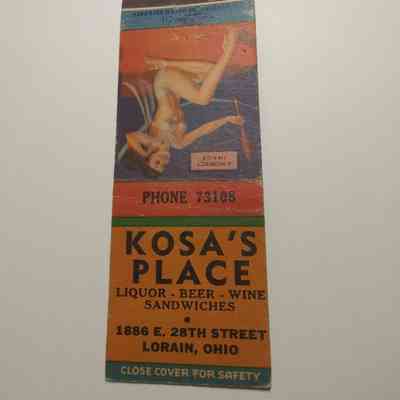 PHONE 73108
KOSA'S
PLACE
LIQUOR - BEER - WINE
SANDWICHES
1886 E. 28TH STREET
LORAIN, OHIO
CLOSE COVER FOR SAFETY